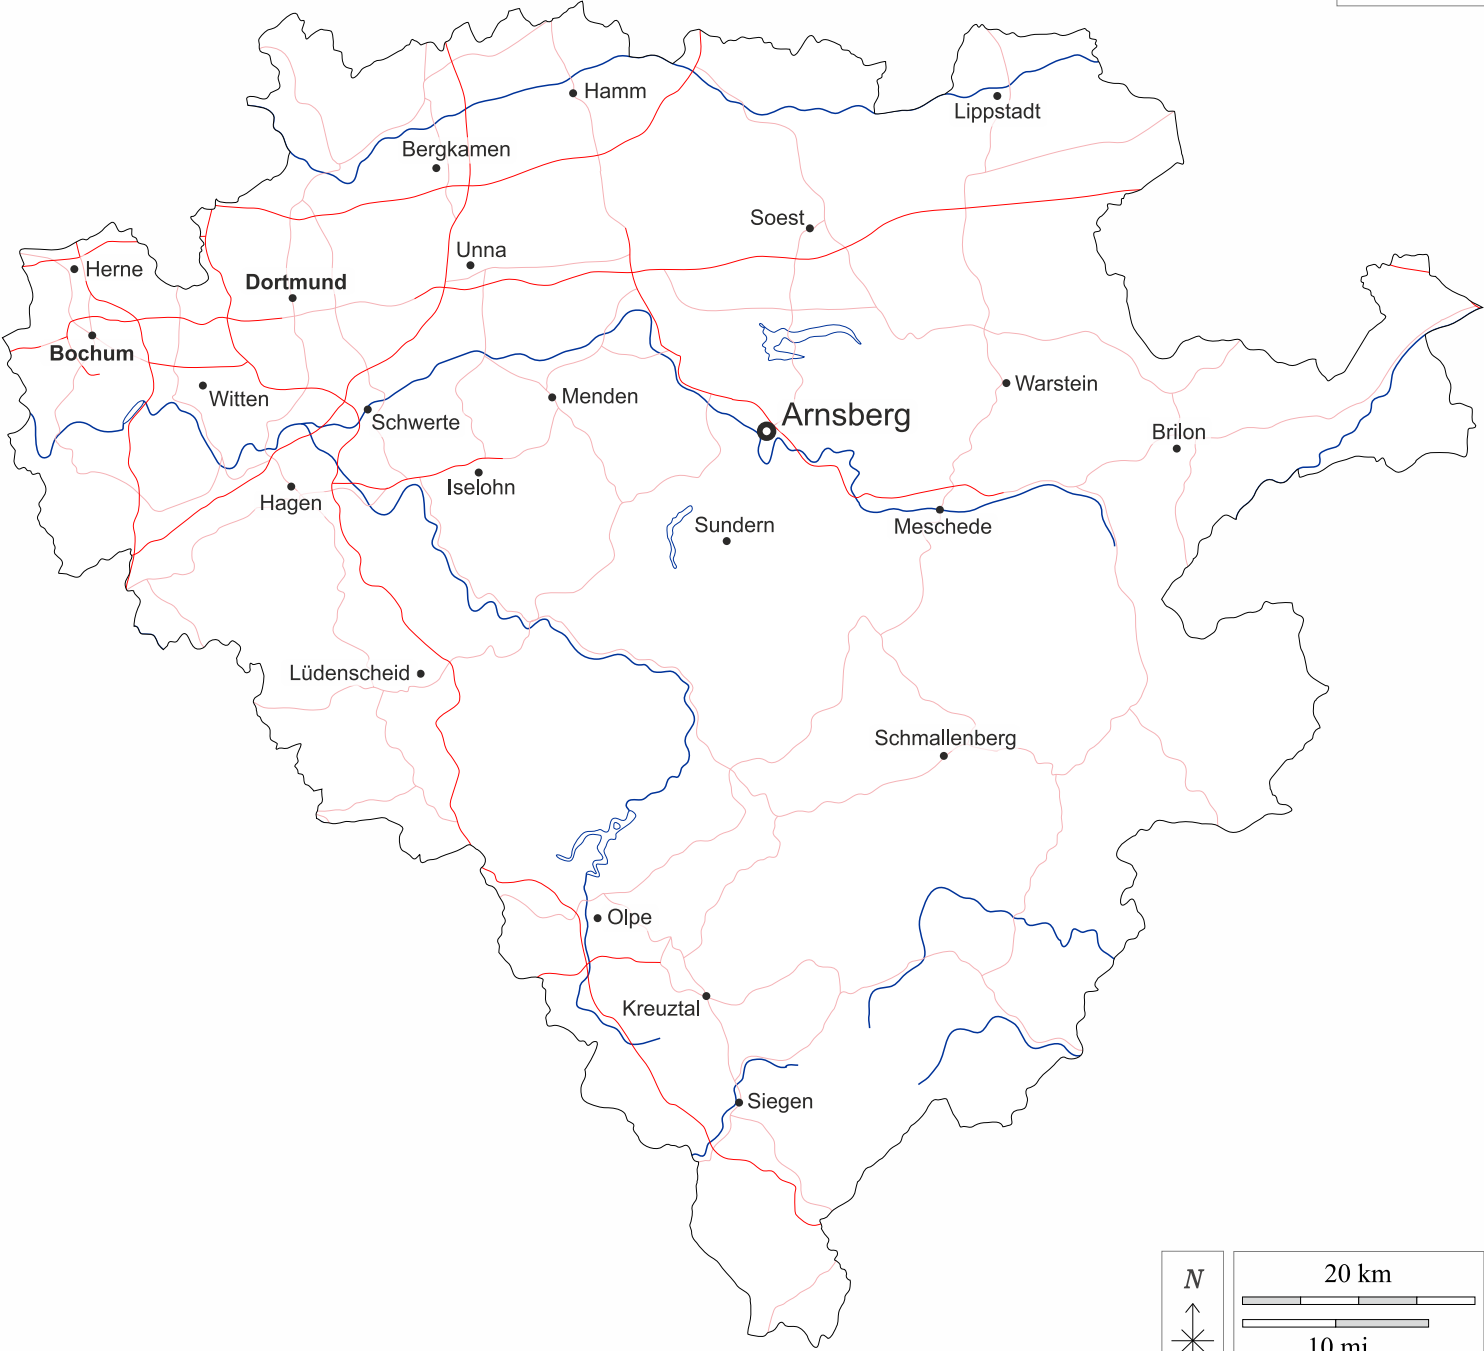 Hamm
Lippstadt
Bergkamen
Soest
Unna
Herne
Dortmund
Bochum
Witten
Menden
Warstein
Arnsberg
Schwerte
Brilon
Iselohn
Hagen
Sundern
Meschede
Lüdenscheid
Schmallenberg
Olpe
Kreuztal
Siegen
N
20 km
10 mi